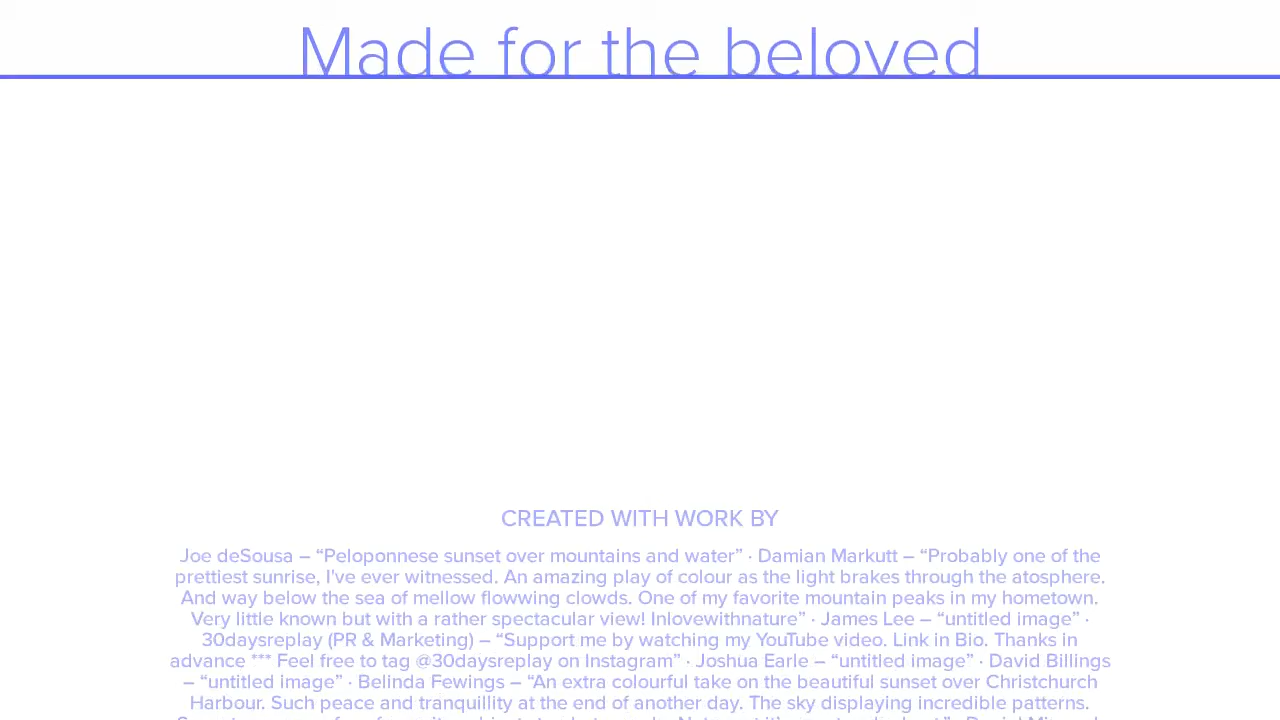 Made for the beloved
CREATED WITH WORK BY
Joe deSousa – “Peloponnese sunset over mountains and water” · Damian Markutt – “Probably one of the
prettiest sunrise, I've ever witnessed. An amazing play of colour as the light brakes through the atosphere.
And way below the sea of mellow flowwing clowds. One of my favorite mountain peaks in my hometown.
Very little known but with a rather spectacular view! Inlovewithnature” · James Lee – “untitled image” ·
30daysreplay (PR & Marketing) – “Support me by watching my YouTube video. Link in Bio. Thanks in
advance *** Feel free to tag @30daysreplay on Instagram” · Joshua Earle – “untitled image” · David Billings
– “untitled image” · Belinda Fewings – “An extra colourful take on the beautiful sunset over Christchurch
Harbour. Such peace and tranquillity at the end of another day. The sky displaying incredible patterns.